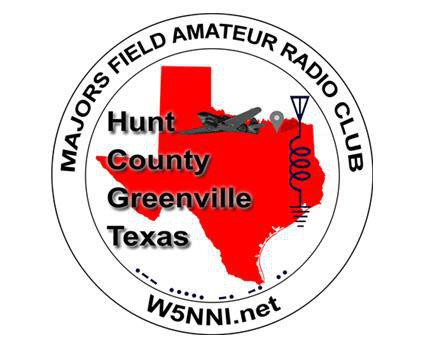 MAJORS FIELD AMATEUR RADIO CLUB
Hunt
County
Greenville
Texas
W5NNI.net